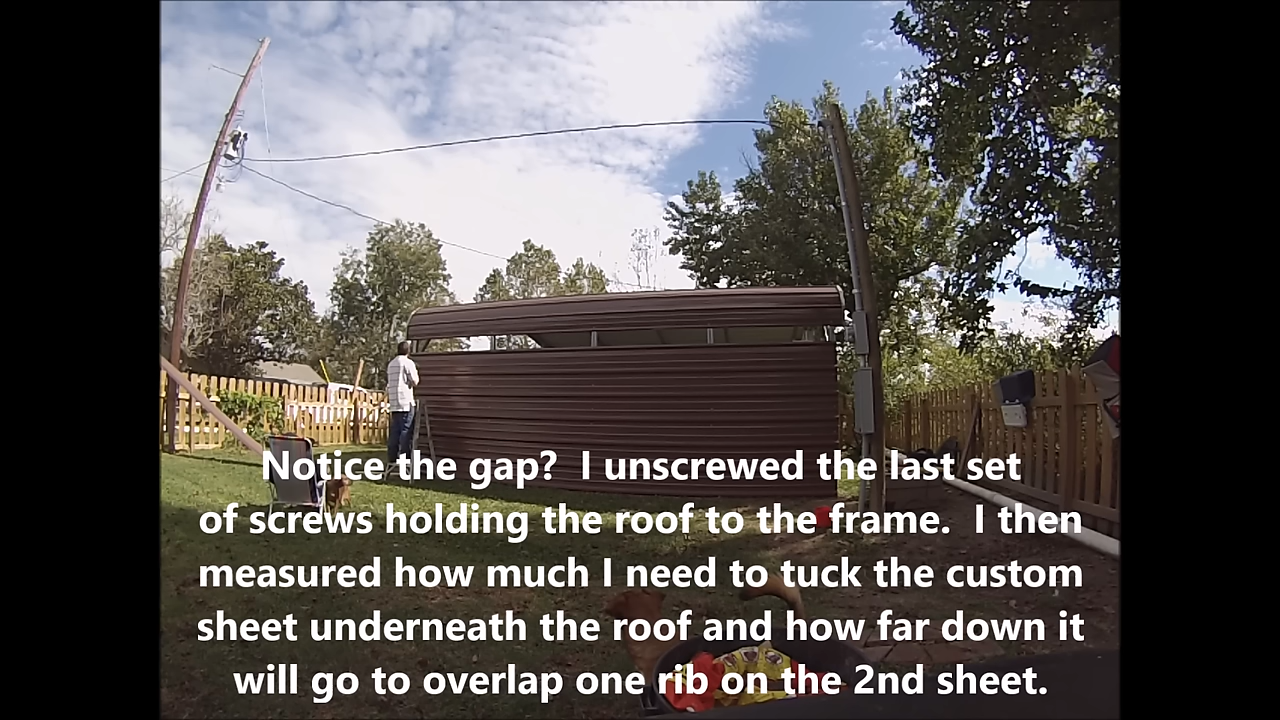 Notice the gap?  I unscrewed the last set
of screws holding the roof to the frame.  I then
measured how much I need to tuck the custom
sheet underneath the roof and how far down it
will go to overlap one rib on the 2nd sheet.